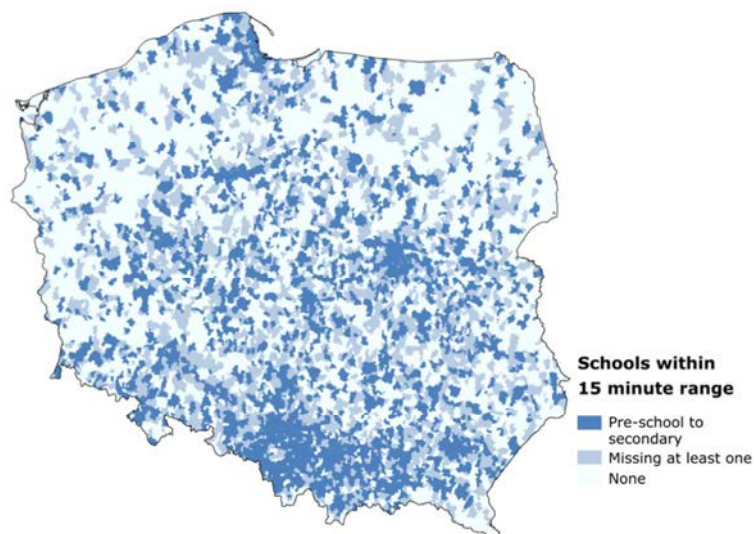 Schools within
15 minute range
Pre-school to
secondary
Missing at least one
None